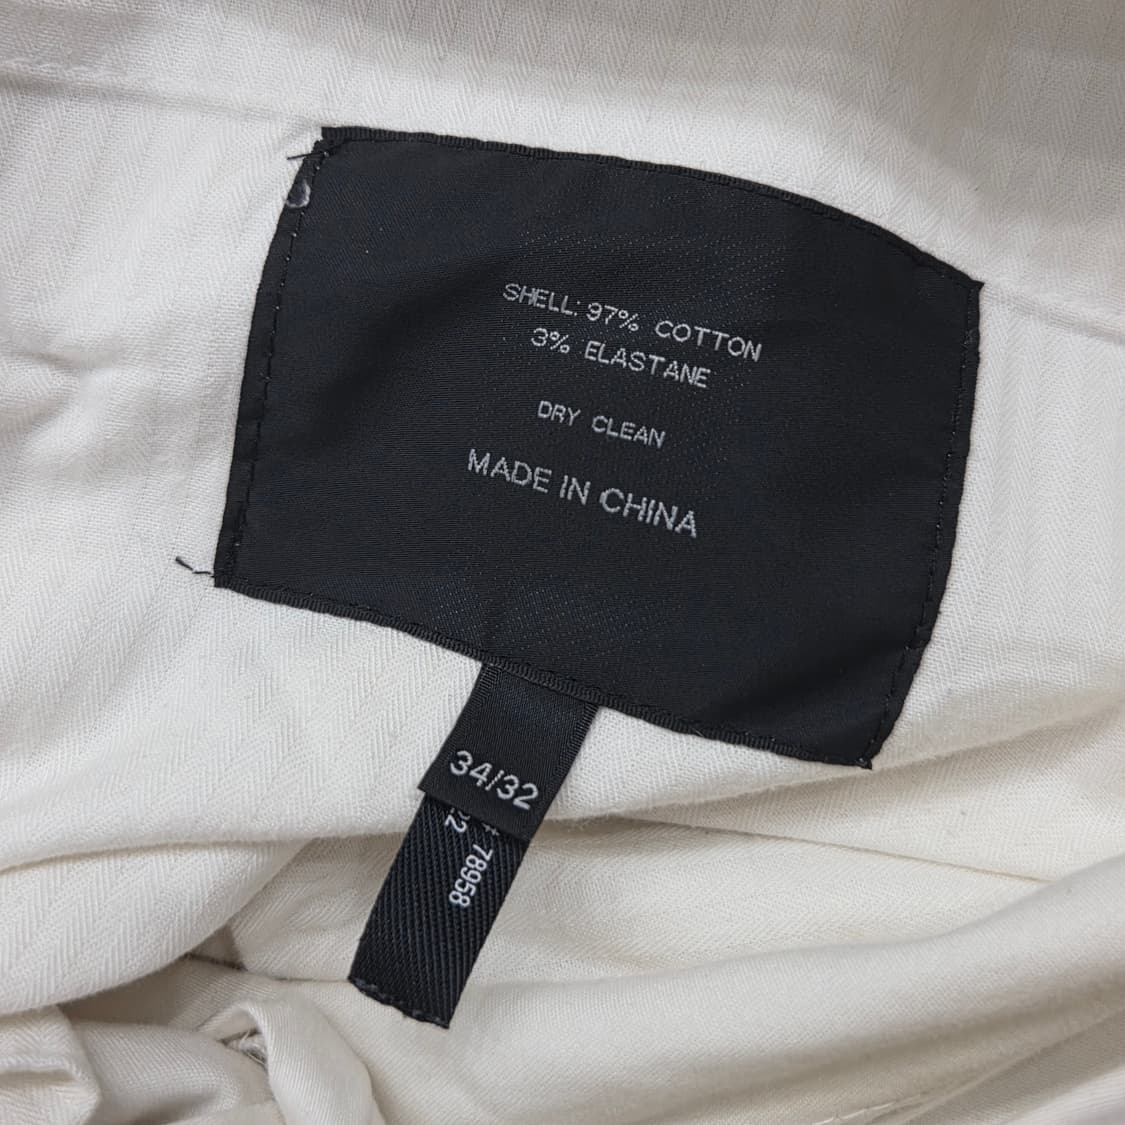 SHELL: 97% COTTON
3% ELASTANE
DRY CLEAN
MADE IN CHINA
34/32
78958